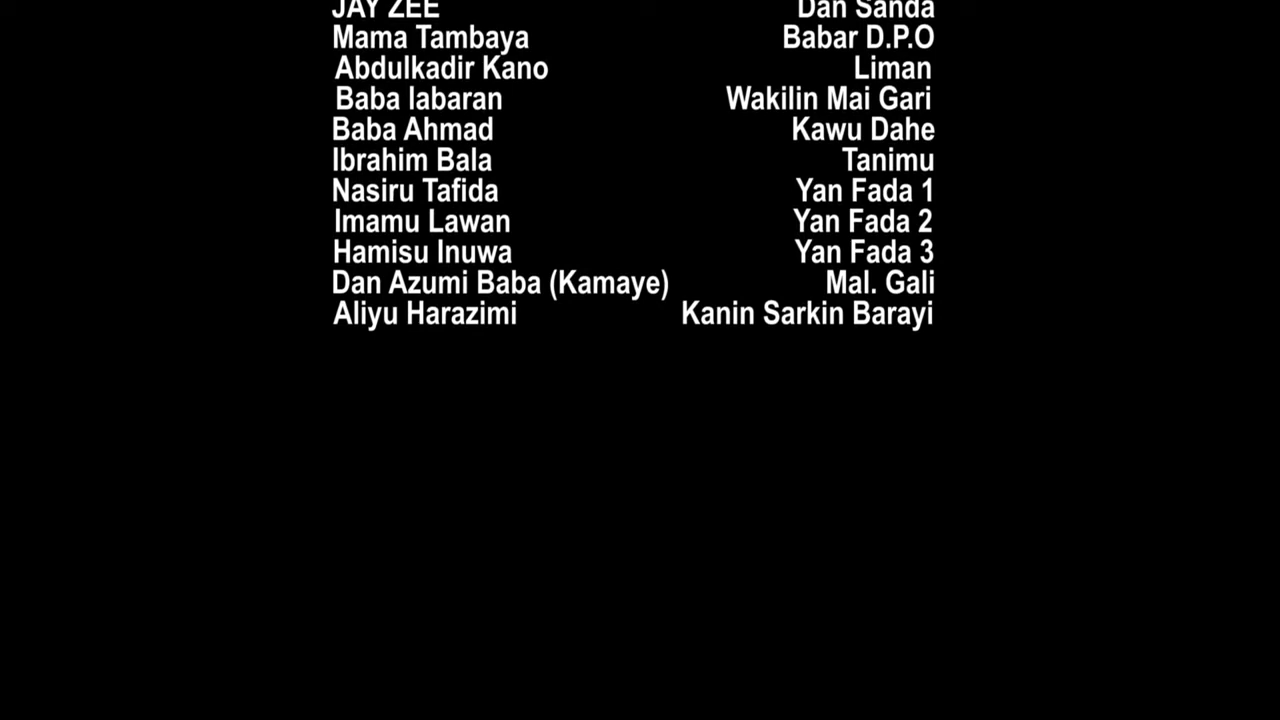 JAY ZEE Dan Sanda
Mama Tambaya Babar D.P.O
Abdulkadir Kano Liman
Baba labaran Wakilin Mai Gari
Baba Ahmad Kawu Dahe
Ibrahim Bala Tanimu
Nasiru Tafida Yan Fada 1
Imamu Lawan Yan Fada 2
Hamisu Inuwa Yan Fada 3
Dan Azumi Baba (Kamaye) Mal. Gali
Aliyu Harazimi Kanin Sarkin Barayi